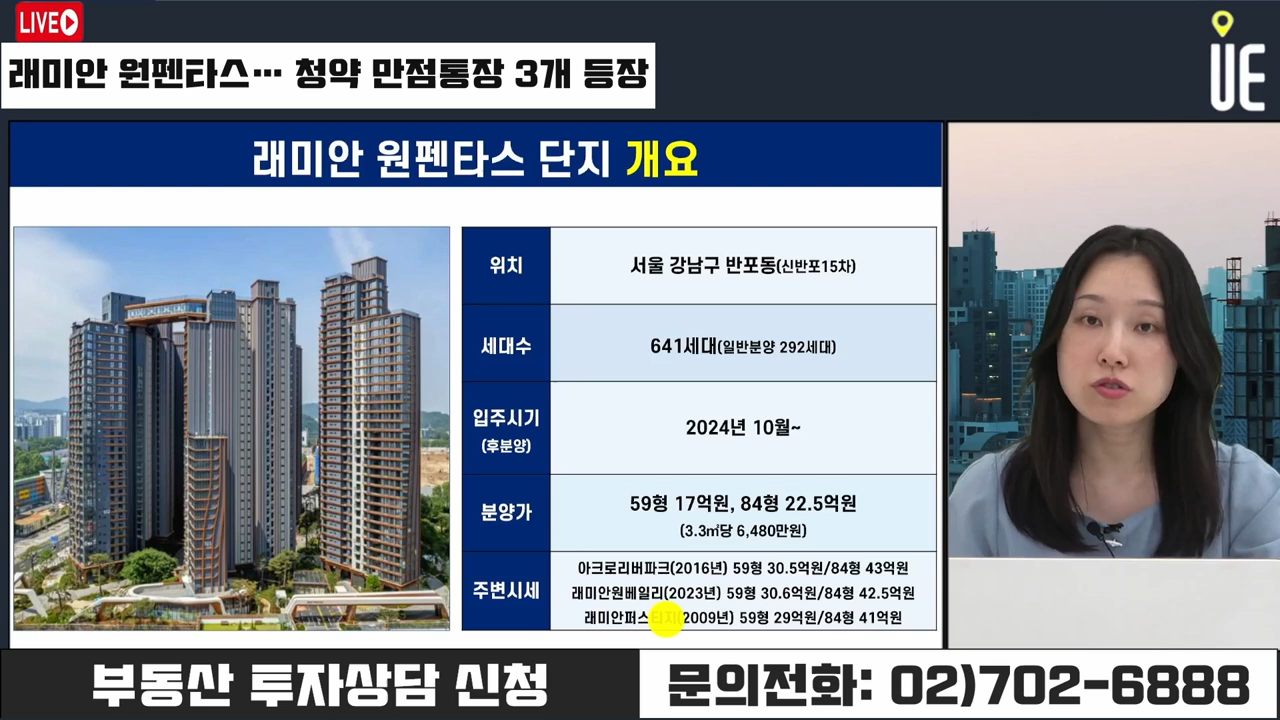 LIVE
래미안 원펜타스… 청약 만점통장 3개 등장
UE
래미안 원펜타스 단지 개요
위치
서울 강남구 반포동(신반포15차)
세대수
641세대(일반분양 292세대)
입주시기
(후분양)
2024년 10월~
분양가
59형 17억원, 84형 22.5억원
(3.3㎡당 6,480만원)
주변시세
아크로리버파크(2016년) 59형 30.5억원/84형 43억원
래미안원베일리(2023년) 59형 30.6억원/84형 42.5억원
래미안퍼스티지(2009년) 59형 29억원/84형 41억원
부동산 투자상담 신청
문의전화: 02)702-6888